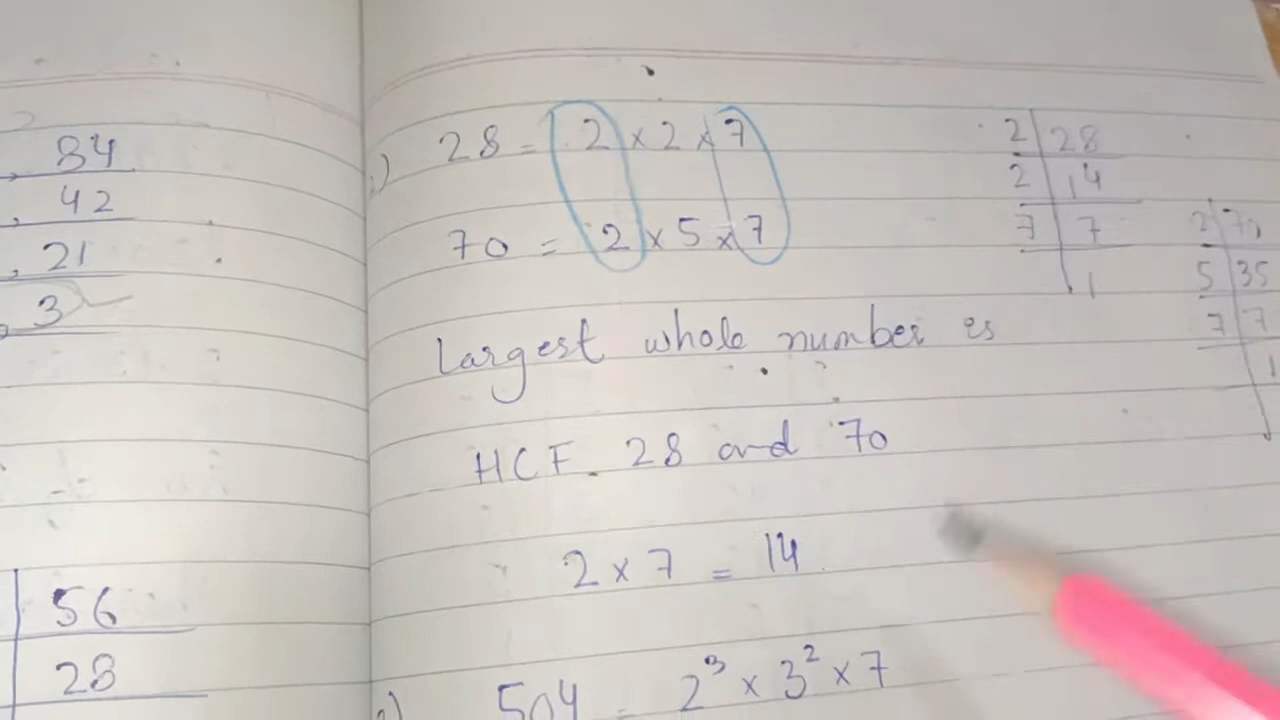 , 84
, 42
, 21
, 3
56
28
28 = 2 × 2 × 7
70 = 2 × 5 × 7
Largest whole number is
HCF. 28 and 70
2 × 7 = 14
504 = 2³ × 3² × 7
2 28
2 14
7 7
1
2 70
5 35
7 7
1